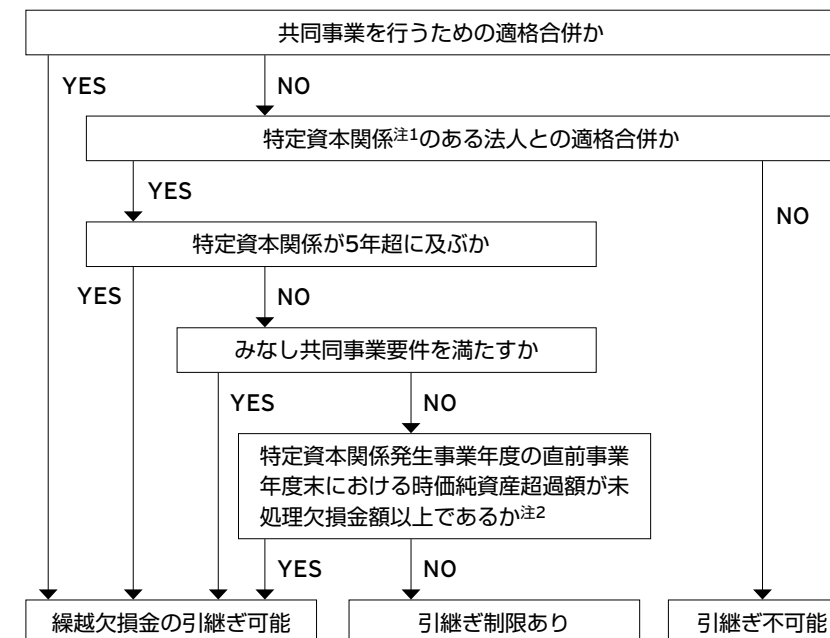 共同事業を行うための適格合併か
YES
NO
特定資本関係注1のある法人との適格合併か
YES
NO
特定資本関係が5年超に及ぶか
YES
NO
みなし共同事業要件を満たすか
YES
NO
特定資本関係発生事業年度の直前事業
年度末における時価純資産超過額が未
処理欠損金額以上であるか注2
YES
NO
繰越欠損金の引継ぎ可能
引継ぎ制限あり
引継ぎ不可能